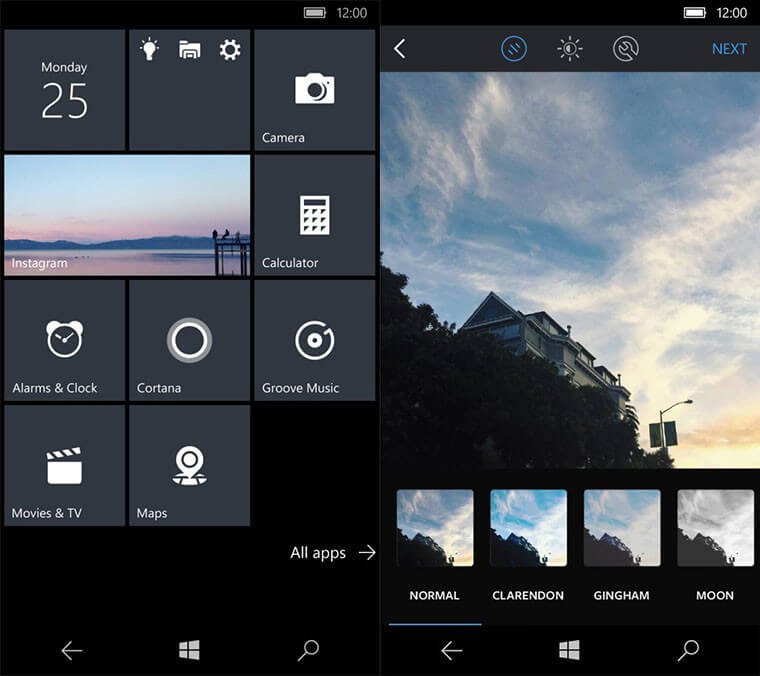 12:00
Monday
25
Camera
Instagram
Calculator
Alarms & Clock
Cortana
Groove Music
Movies & TV
Maps
All apps
12:00
NEXT
NORMAL
CLARENDON
GINGHAM
MOON